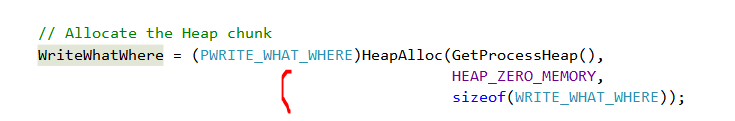 // Allocate the Heap chunk
WriteWhatWhere = (PWRITE_WHAT_WHERE)HeapAlloc(GetProcessHeap(),
HEAP_ZERO_MEMORY,
sizeof(WRITE_WHAT_WHERE));